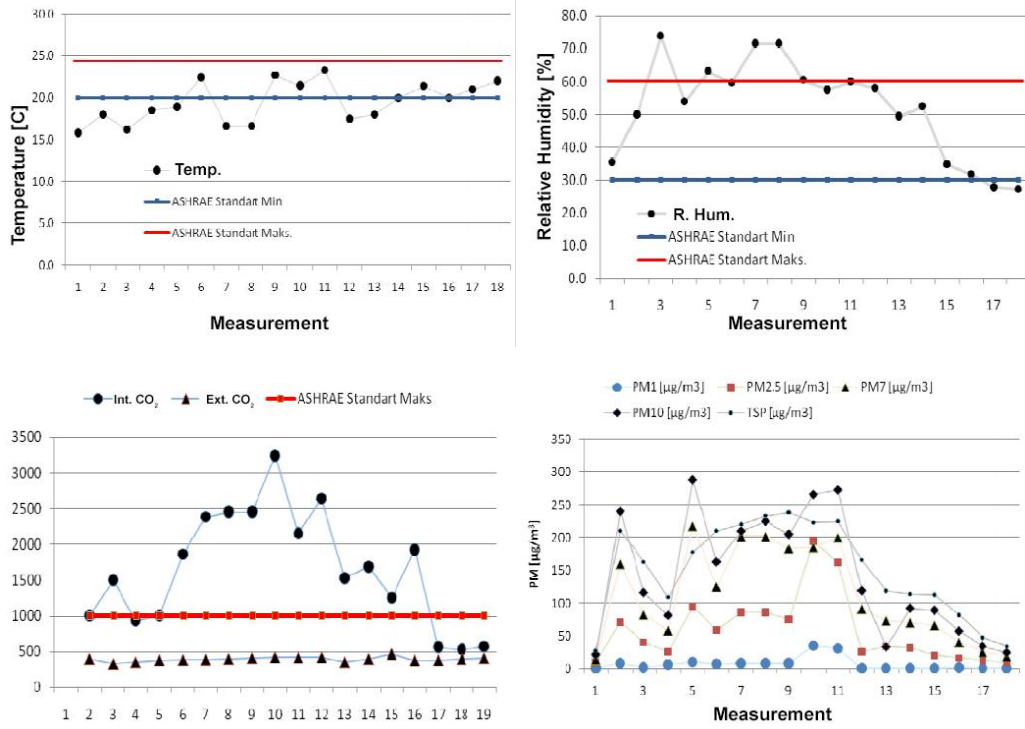 30.0
25.0
20.0
15.0
10.0
5.0
0.0
Temperature [C]
Temp.
ASHRAE Standart Min
ASHRAE Standart Maks.
1 2 3 4 5 6 7 8 9 10 11 12 13 14 15 16 17 18
Measurement
80.0
70.0
60.0
50.0
40.0
30.0
20.0
10.0
0.0
Relative Humidity [%]
R. Hum.
ASHRAE Standart Min
ASHRAE Standart Maks.
1 3 5 7 9 11 13 15 17
Measurement
Int. CO₂ Ext. CO₂ ASHRAE Standart Maks
3500
3000
2500
2000
1500
1000
500
0
1 2 3 4 5 6 7 8 9 10 11 12 13 14 15 16 17 18 19
PM1 [µg/m3] PM2.5 [µg/m3] PM7 [µg/m3]
PM10 [µg/m3] TSP [µg/m3]
350
300
250
200
150
100
50
0
PM [µg/m³]
1 3 5 7 9 11 13 15 17
Measurement